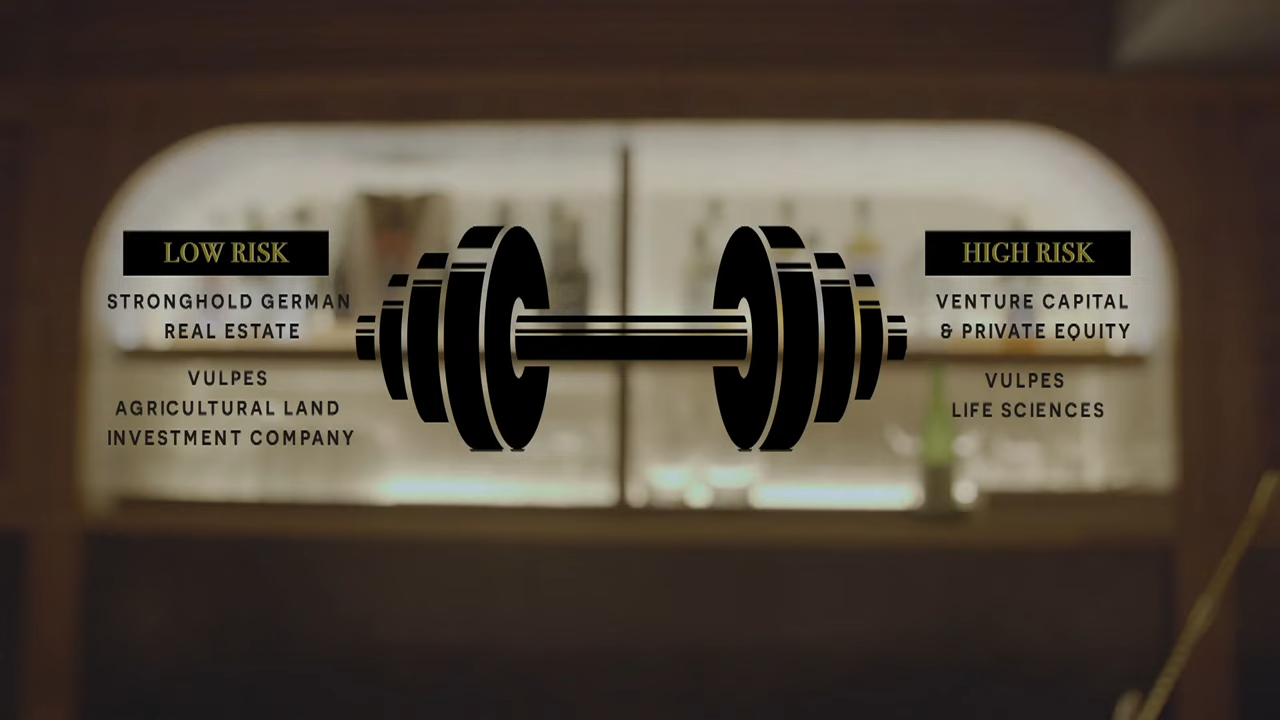 LOW RISK
STRONGHOLD GERMAN
REAL ESTATE
VULPES
AGRICULTURAL LAND
INVESTMENT COMPANY
HIGH RISK
VENTURE CAPITAL
& PRIVATE EQUITY
VULPES
LIFE SCIENCES